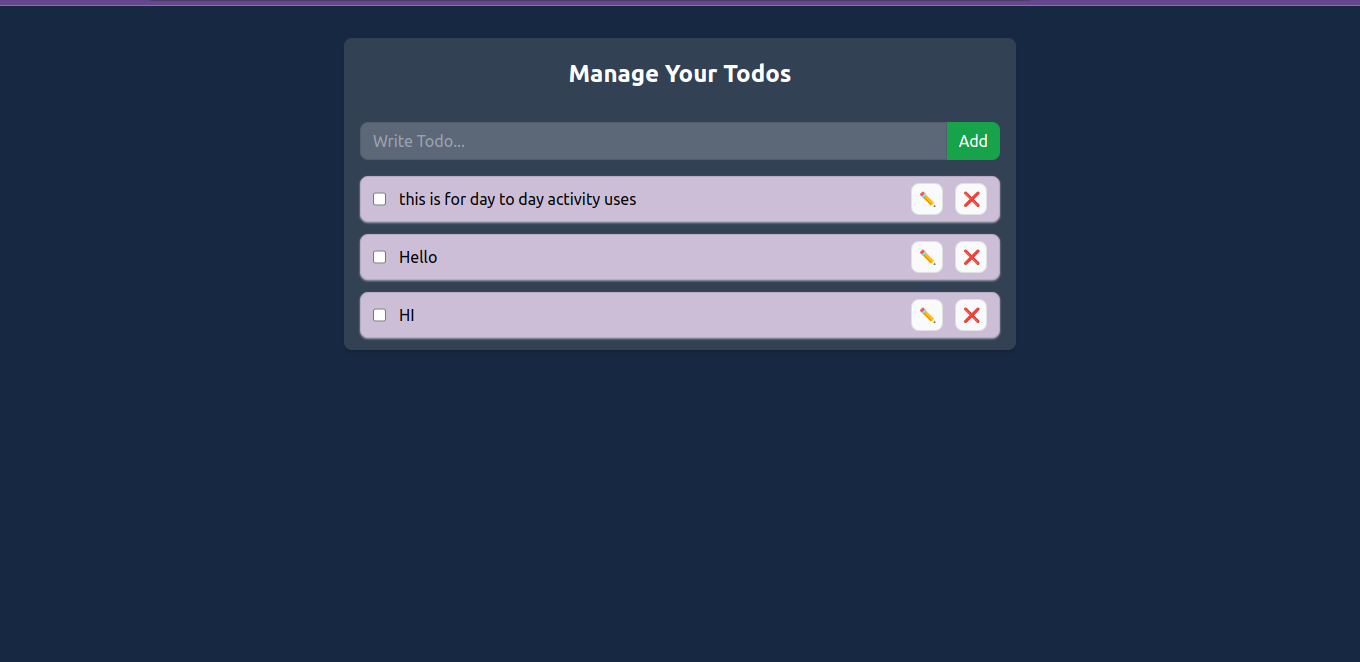 Manage Your Todos
Write Todo...
Add
this is for day to day activity uses
Hello
HI